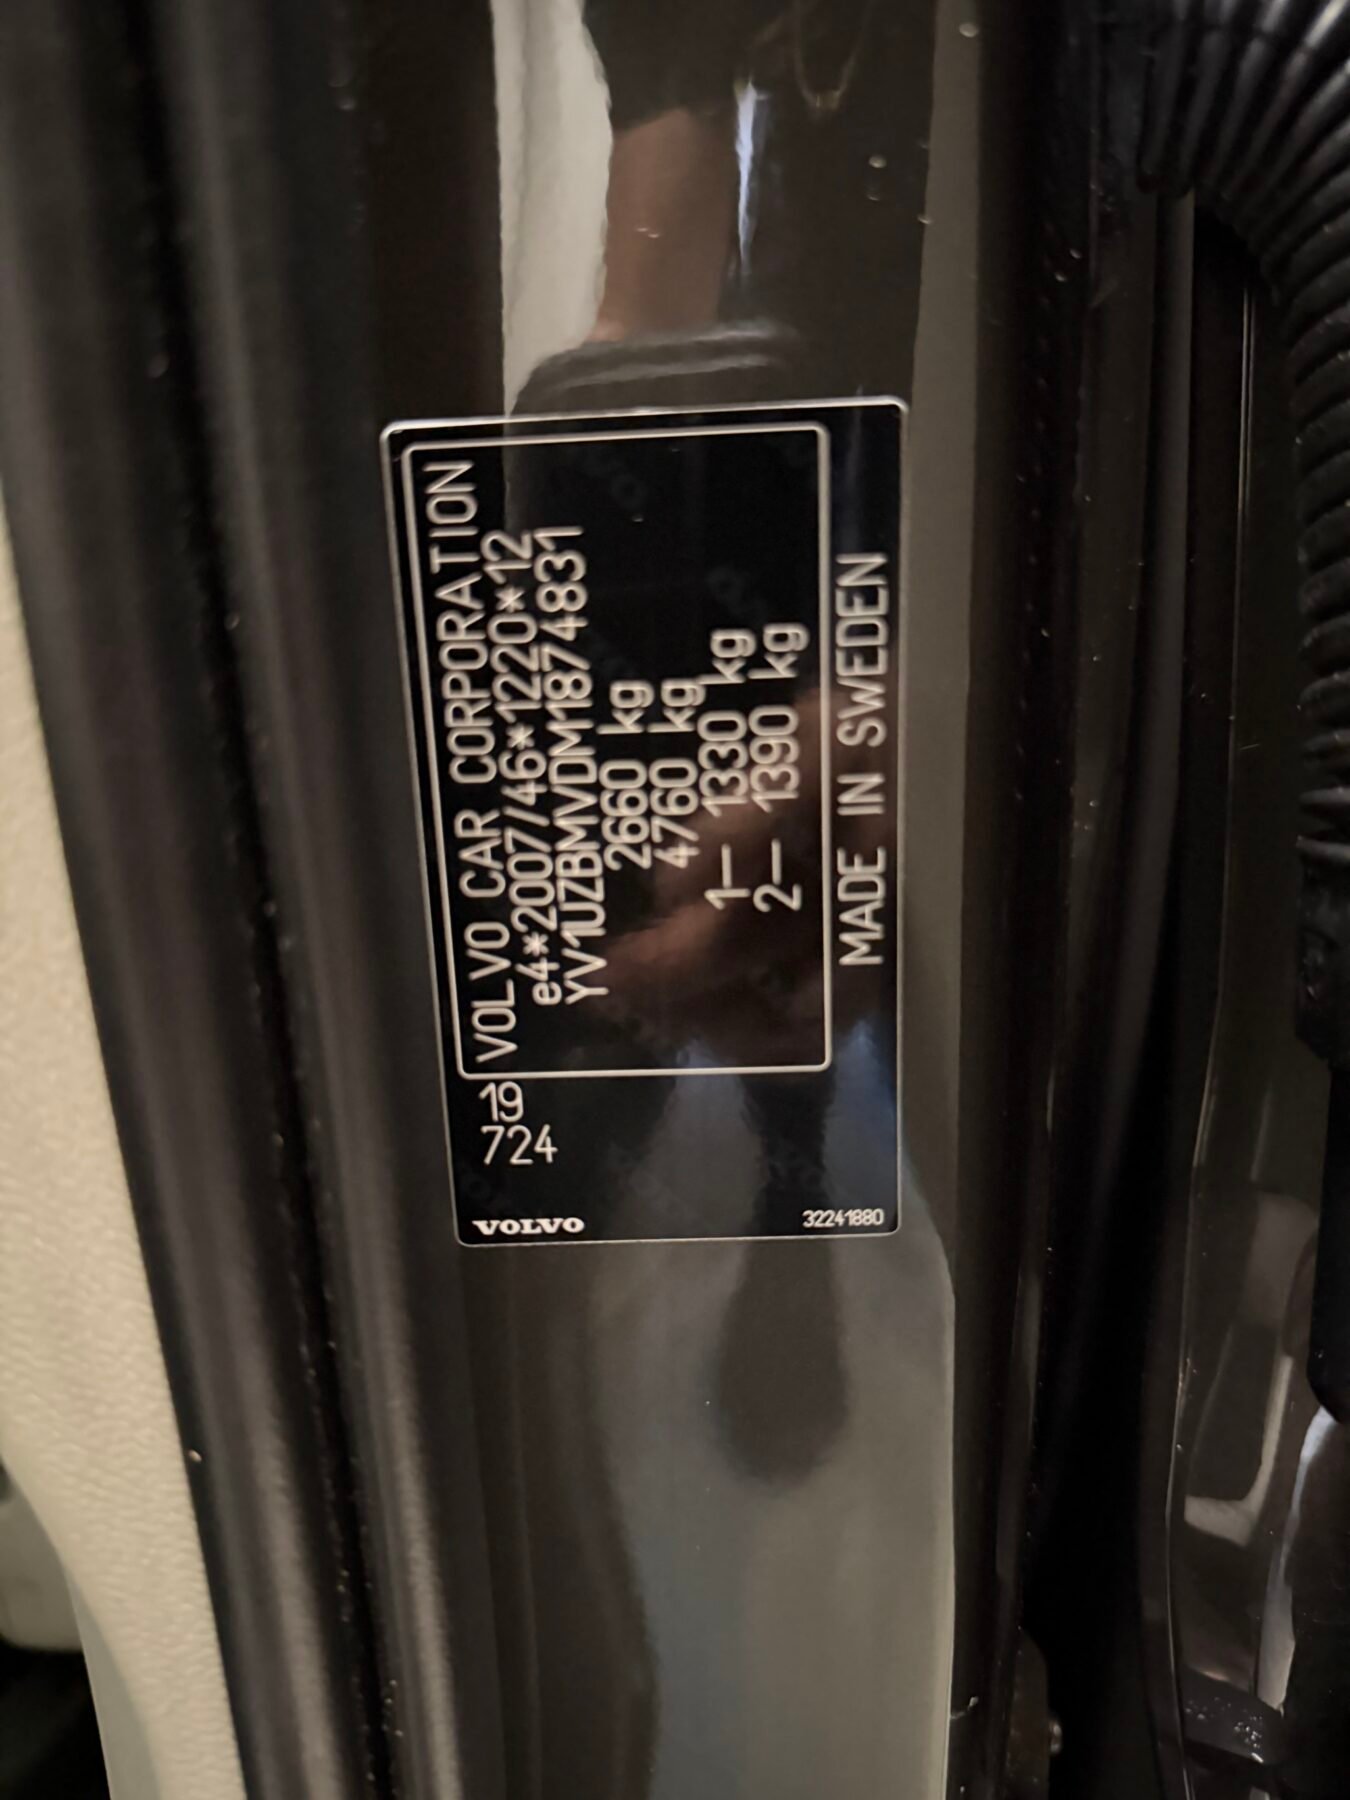 VOLVO
19
724
VOLVO CAR CORPORATION
e4*2007/46*1220*12
YV1UZBMVDM1874831
2660 kg
4760 kg
1— 1330 kg
2— 1390 kg
MADE IN SWEDEN
32241880